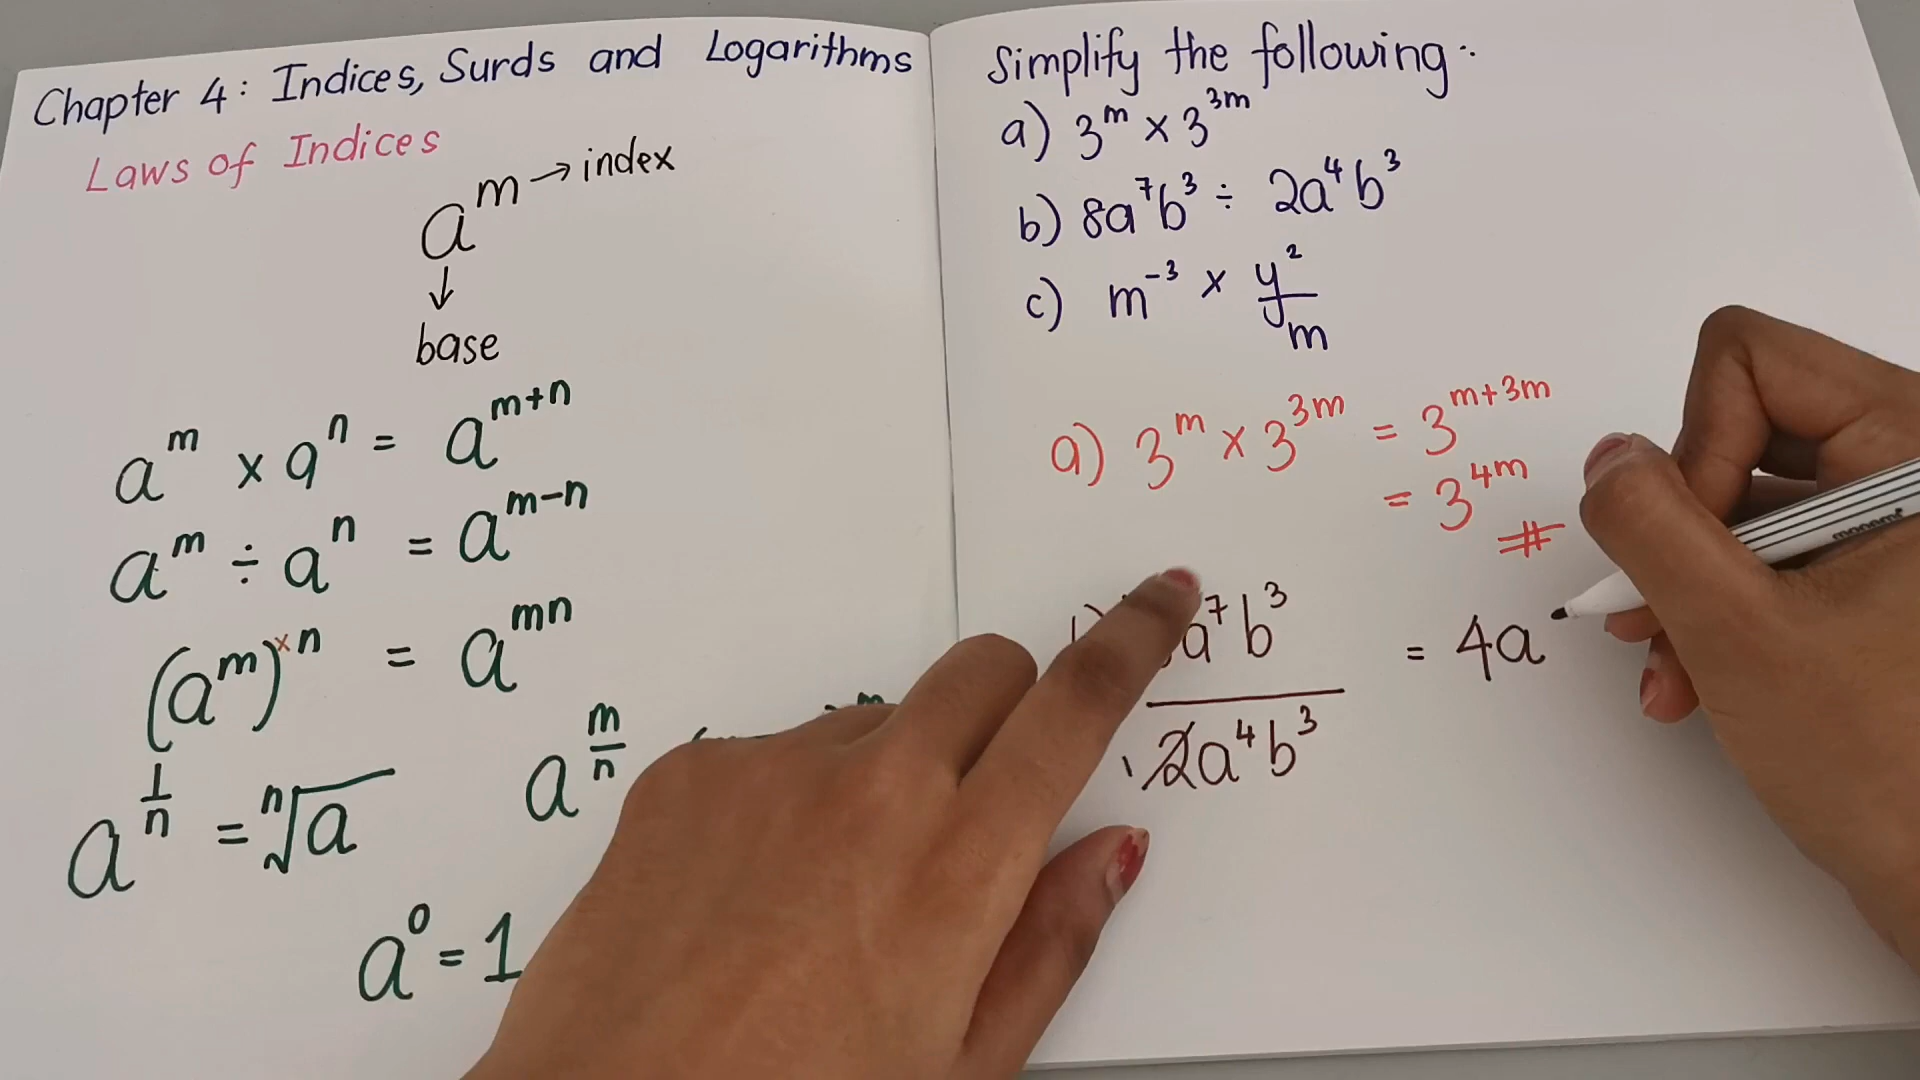 Chapter 4: Indices, Surds and Logarithms
Laws of Indices
a^m → index
↓
base
a^m × a^n = a^(m+n)
a^m ÷ a^n = a^(m-n)
(a^m)^×n = a^(mn)
a^(1/n) = ⁿ√a
a^(m/n)
a^0 = 1
Simplify the following:
a) 3^m × 3^(3m)
b) 8a^7b^3 ÷ 2a^4b^3
c) m^(-3) × y^2/m
a) 3^m × 3^(3m) = 3^(m+3m)
= 3^(4m)
#
a^7b^3 = 4a
1 2a^4b^3